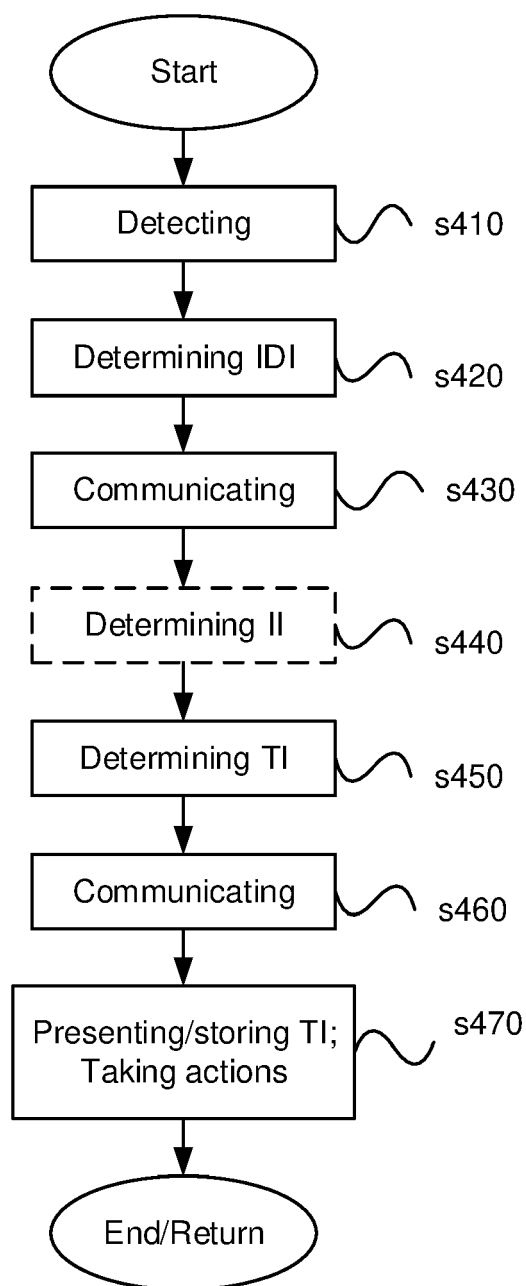 Start
Detecting
s410
Determining IDI
s420
Communicating
s430
Determining II
s440
Determining TI
s450
Communicating
s460
Presenting/storing TI;
Taking actions
s470
End/Return